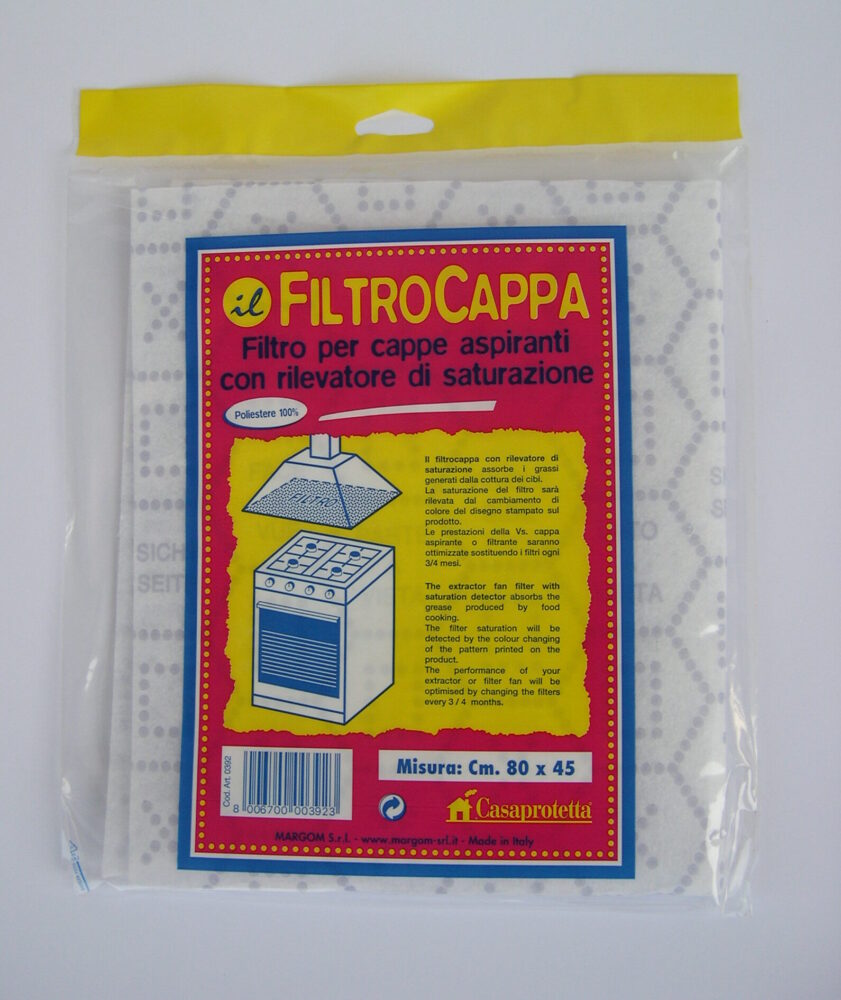 il FILTROCAPPA
Filtro per cappe aspiranti
con rilevatore di saturazione
Poliestere 100%
FILTRO
Il filtrocappa con rilevatore di
saturazione assorbe i grassi
generati dalla cottura dei cibi.
La saturazione del filtro sarà
rilevata dal cambiamento di
colore del disegno stampato sul
prodotto.
Le prestazioni della Vs. cappa
aspirante o filtrante saranno
ottimizzate sostituendo i filtri ogni
3/4 mesi.
The extractor fan filter with
saturation detector absorbs the
grease produced by food
cooking.
The filter saturation will be
detected by the colour changing
of the pattern printed on the
product.
The performance of your
extractor or filter fan will be
optimised by changing the filters
every 3 / 4 months.
Cod. Art. 0392
8 006700 003923
Misura: Cm. 80 x 45
Casaprotetta®
MARGOM S.r.l. - www.margom-srl.it - Made in Italy
SICH
SEIT